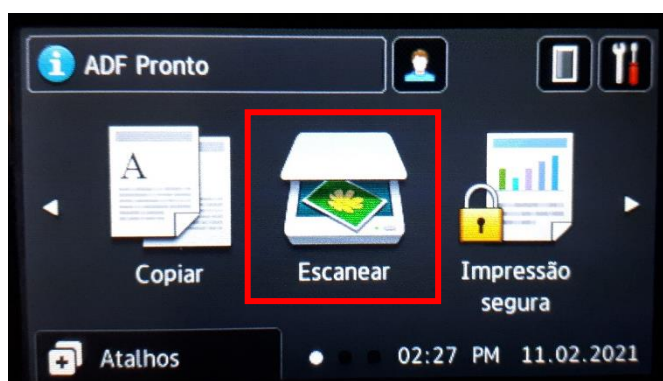 ADF Pronto
A
Copiar
Escanear
Impressão
segura
Atalhos
02:27 PM 11.02.2021